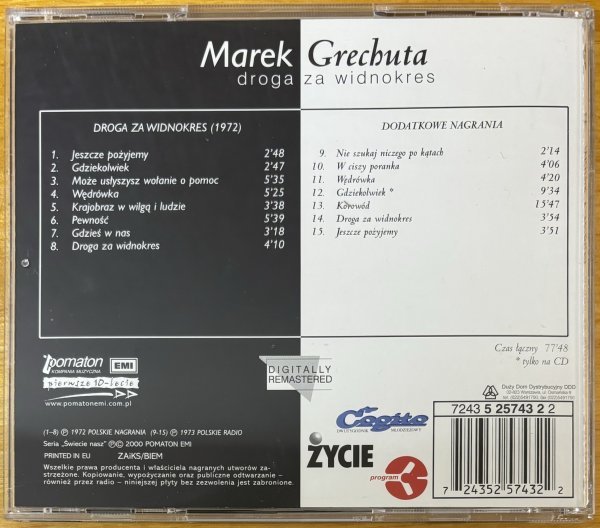 Marek Grechuta
droga za widnokres
DROGA ZA WIDNOKRES (1972)
1. Jeszcze pożyjemy 2'48
2. Gdziekolwiek 2'47
3. Może usłyszysz wołanie o pomoc 5'35
4. Wędrówka 5'25
5. Krajobraz w wilgą i ludzie 3'38
6. Pewność 5'39
7. Gdzieś w nas 3'18
8. Droga za widnokres 4'10
DODATKOWE NAGRANIA
9. Nie szukaj niczego po kątach 2'14
10. W ciszy poranka 4'06
11. Wędrówka 4'20
12. Gdziekolwiek * 9'34
13. Korowód 15'47
14. Droga za widnokres 3'54
15. Jeszcze pożyjemy 3'51
Czas łączny 77'48
* tylko na CD
pomaton EMI
KOMPANIA MUZYCZNA
pierwsze 10-lecie
www.pomatonemi.com.pl
DIGITALLY
REMASTERED
(1-8) Ⓟ 1972 POLSKIE NAGRANIA (9-15) Ⓟ 1973 POLSKIE RADIO
Seria „Świecie nasz" Ⓟ © 2000 POMATON EMI
PRINTED IN EU ZAiKS/BIEM
Wszelkie prawa producenta i właściciela nagranych utworów za-
strzeżone. Kopiowanie, wypożyczanie oraz publiczne odtwarzanie –
również przez radio – niniejszej płyty bez zezwolenia jest zabronione.
Cogito
DWUTYGODNIK MŁODZIEŻOWY
ŻYCIE
program 3
Duży Dom Dystrybucyjny DDD
7243 5 25743 2 2
7 24352 57432 2